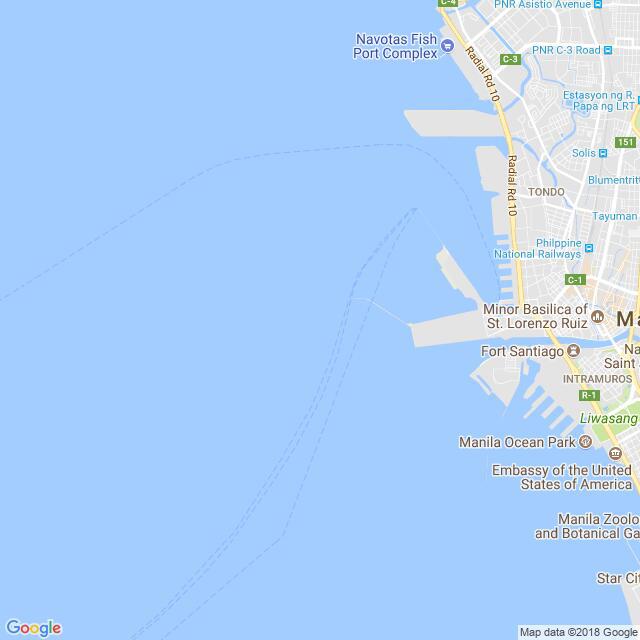 C-4
PNR Asistio Avenue
Navotas Fish
Port Complex
PNR C-3 Road
C-3
Radial Rd 10
Estasyon ng R.
Papa ng LRT
151
Solis
Radial Rd 10
Blumentritt
TONDO
Tayuman
Philppine
National Railways
C-1
Minor Basilica of
St. Lorenzo Ruiz
Ma
Fort Santiago
Na
Saint
INTRAMUROS
R-1
Liwasang
Manila Ocean Park
Embassy of the United
States of America
Manila Zoolo
and Botanical Ga
Star Cit
Google
Map data ©2018 Google